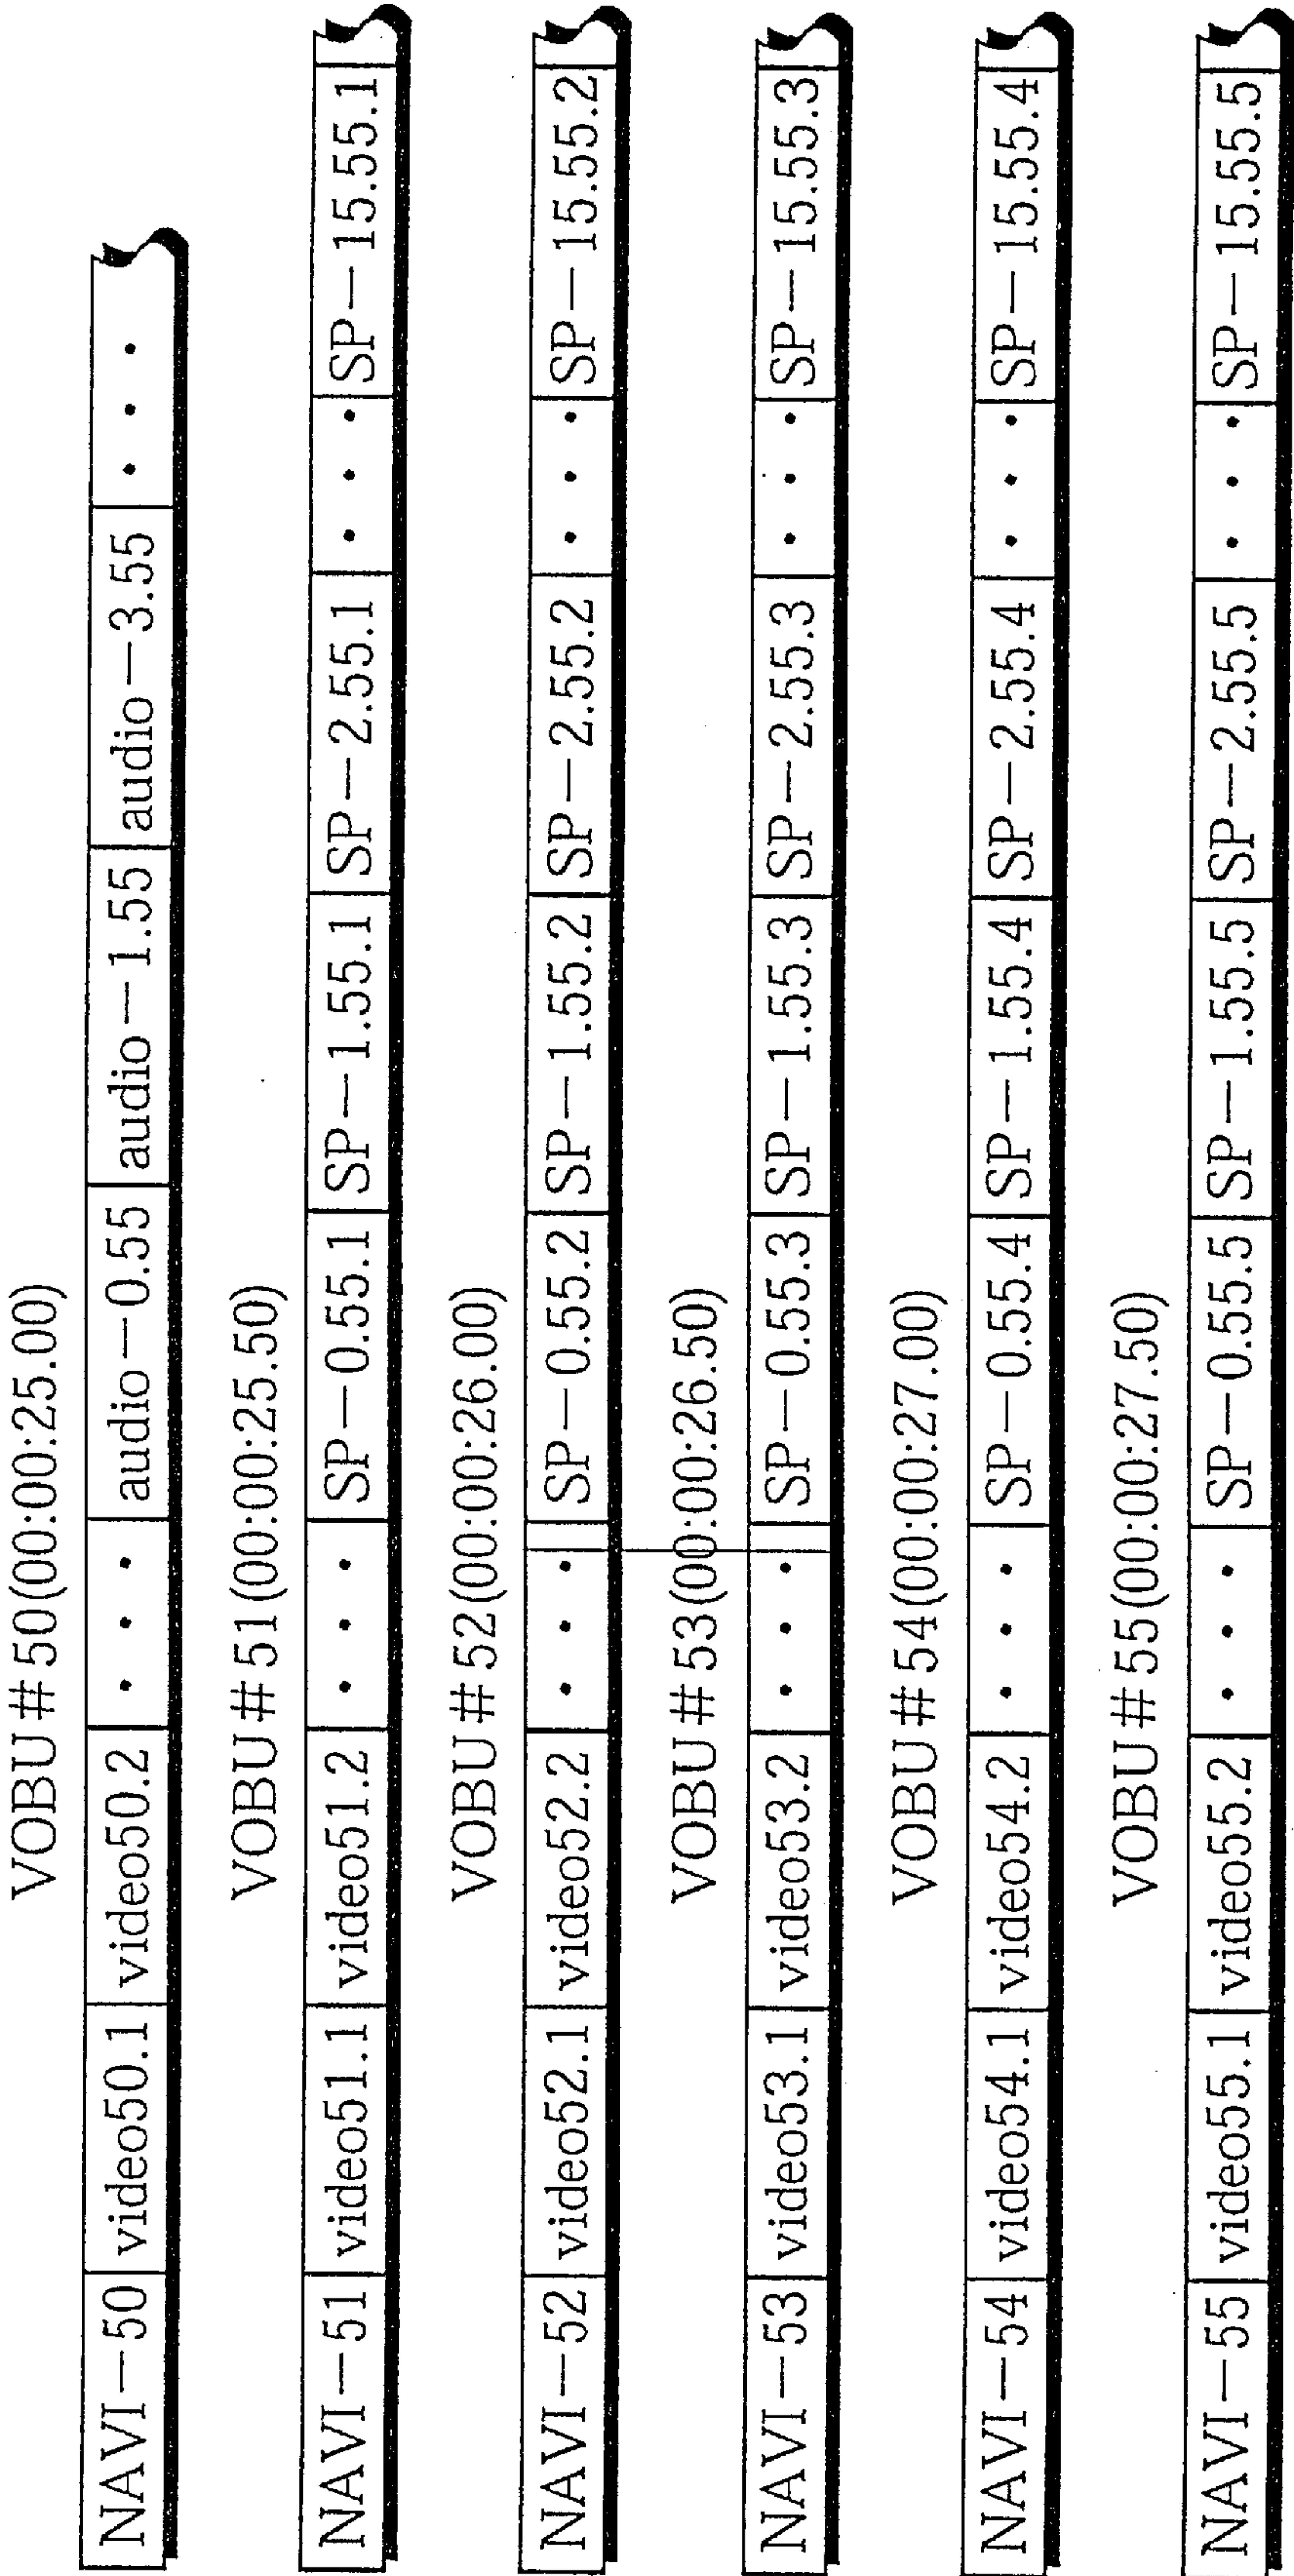 VOBU#50(00:00:25.00)
NAVI—50 video50.1 video50.2 • • • audio—0.55 audio—1.55 audio—3.55 • • •
VOBU#51(00:00:25.50)
NAVI—51 video51.1 video51.2 • • • SP—0.55.1 SP—1.55.1 SP—2.55.1 • • • SP—15.55.1
VOBU#52(00:00:26.00)
NAVI—52 video52.1 video52.2 • • • SP—0.55.2 SP—1.55.2 SP—2.55.2 • • • SP—15.55.2
VOBU#53(00:00:26.50)
NAVI—53 video53.1 video53.2 • • • SP—0.55.3 SP—1.55.3 SP—2.55.3 • • • SP—15.55.3
VOBU#54(00:00:27.00)
NAVI—54 video54.1 video54.2 • • • SP—0.55.4 SP—1.55.4 SP—2.55.4 • • • SP—15.55.4
VOBU#55(00:00:27.50)
NAVI—55 video55.1 video55.2 • • • SP—0.55.5 SP—1.55.5 SP—2.55.5 • • • SP—15.55.5